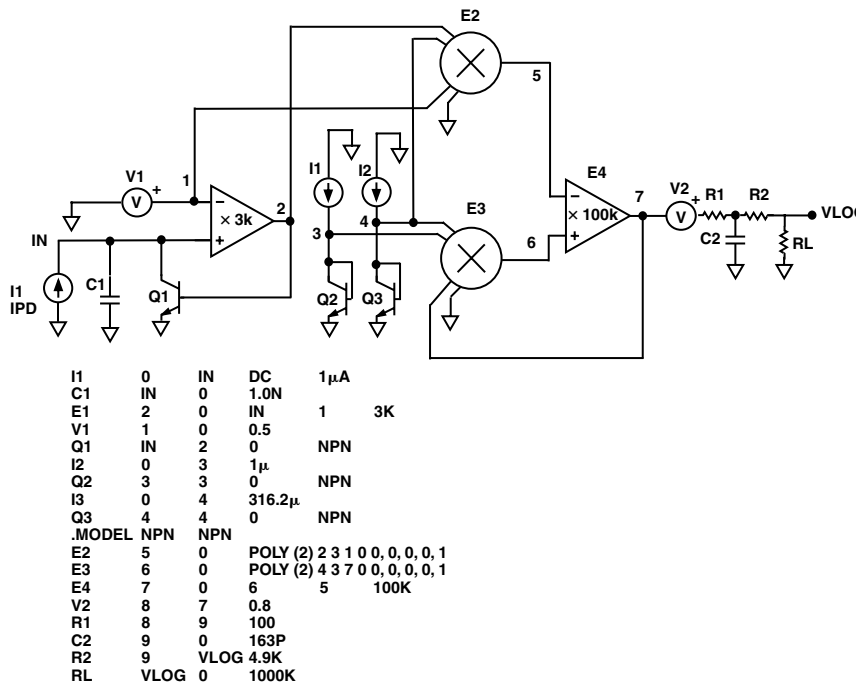 E2
5
V1
1
+
V
−
× 3k
+
2
IN
I1
IPD
C1
Q1
I1
I2
3
4
Q2
Q3
E3
6
E4
−
× 100k
+
7
V2
+
V
R1
R2
C2
RL
VLOG
I1 0 IN DC 1µA
C1 IN 0 1.0N
E1 2 0 IN 1 3K
V1 1 0 0.5
Q1 IN 2 0 NPN
I2 0 3 1µ
Q2 3 3 0 NPN
I3 0 4 316.2µ
Q3 4 4 0 NPN
.MODEL NPN NPN
E2 5 0 POLY (2) 2 3 1 0 0, 0, 0, 0, 1
E3 6 0 POLY (2) 4 3 7 0 0, 0, 0, 0, 1
E4 7 0 6 5 100K
V2 8 7 0.8
R1 8 9 100
C2 9 0 163P
R2 9 VLOG 4.9K
RL VLOG 0 1000K